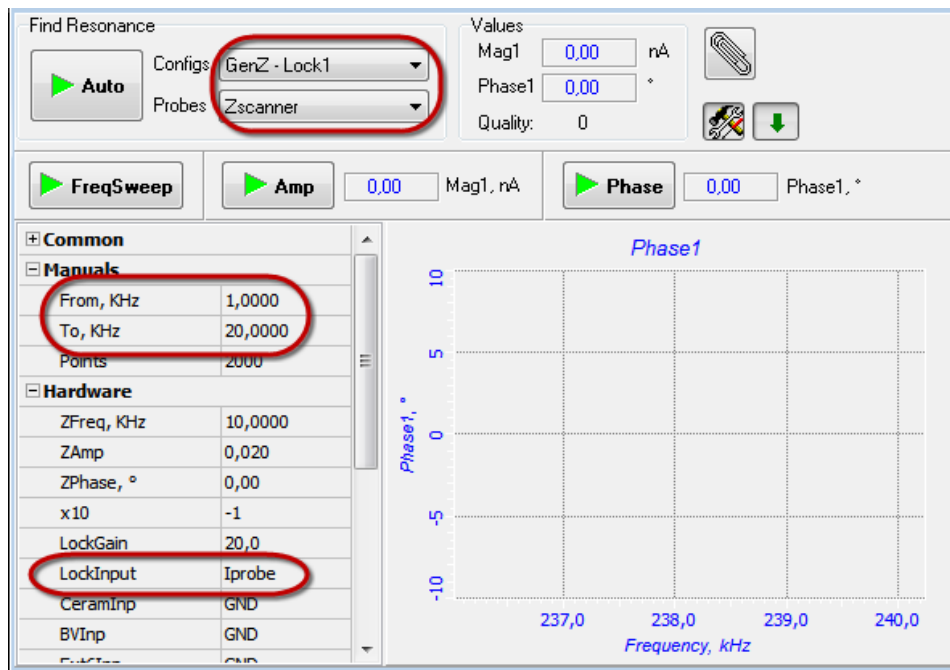 Find Resonance
Auto
Configs GenZ - Lock1
Probes Zscanner
Values
Mag1 0,00 nA
Phase1 0,00 °
Quality: 0
FreqSweep Amp 0,00 Mag1, nA Phase 0,00 Phase1, °
Common
Manuals
From, KHz 1,0000
To, KHz 20,0000
Points 2000
Hardware
ZFreq, KHz 10,0000
ZAmp 0,020
ZPhase, ° 0,00
x10 -1
LockGain 20,0
LockInput Iprobe
CeramInp GND
BVInp GND
Phase1
Phase1, °
10
5
0
-5
-10
237,0 238,0 239,0 240,0
Frequency, kHz